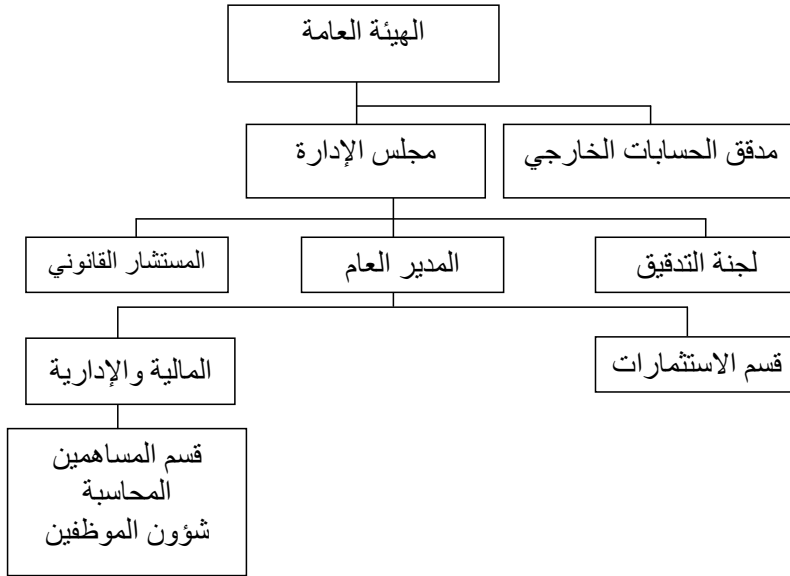 الهيئة العامة
مدقق الحسابات الخارجي
مجلس الإدارة
لجنة التدقيق
المدير العام
المستشار القانوني
قسم الاستثمارات
المالية والإدارية
قسم المساهمين
المحاسبة
شؤون الموظفين